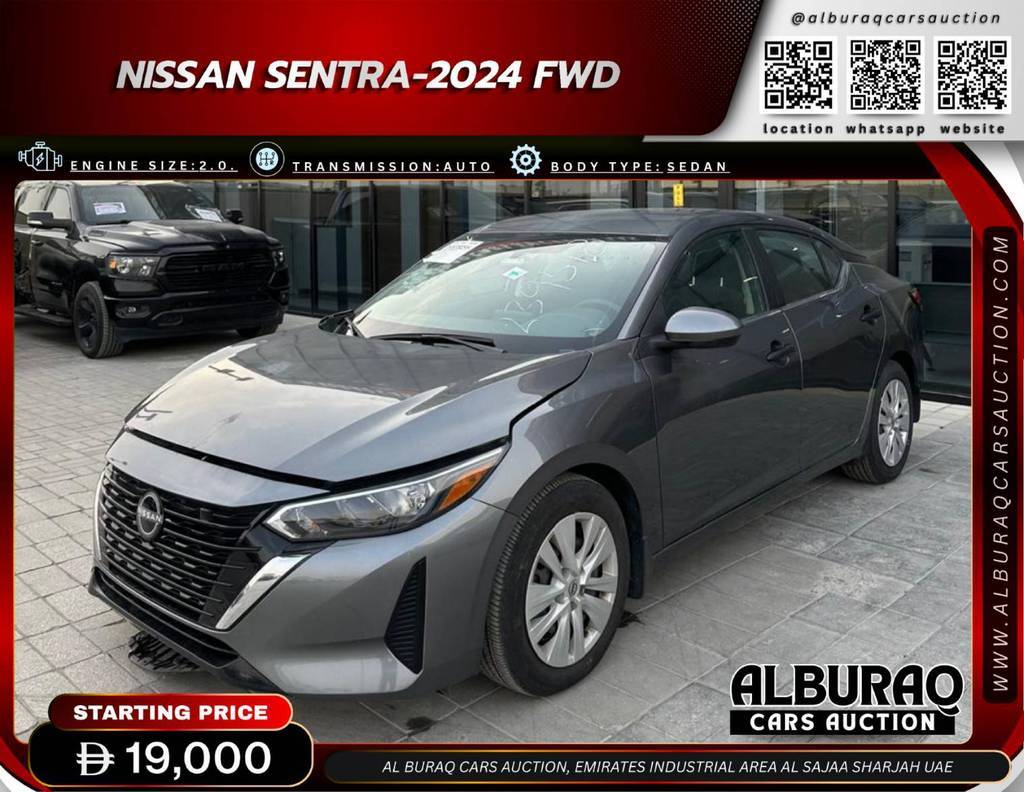 @alburaqcarsauction
NISSAN SENTRA-2024 FWD
location whatsapp website
ENGINE SIZE:2.0. TRANSMISSION:AUTO BODY TYPE: SEDAN
RAM
NISSAN
WWW.ALBURAQCARSAUCTION.COM
ALBURAQ
CARS AUCTION
STARTING PRICE
19,000
AL BURAQ CARS AUCTION, EMIRATES INDUSTRIAL AREA AL SAJAA SHARJAH UAE